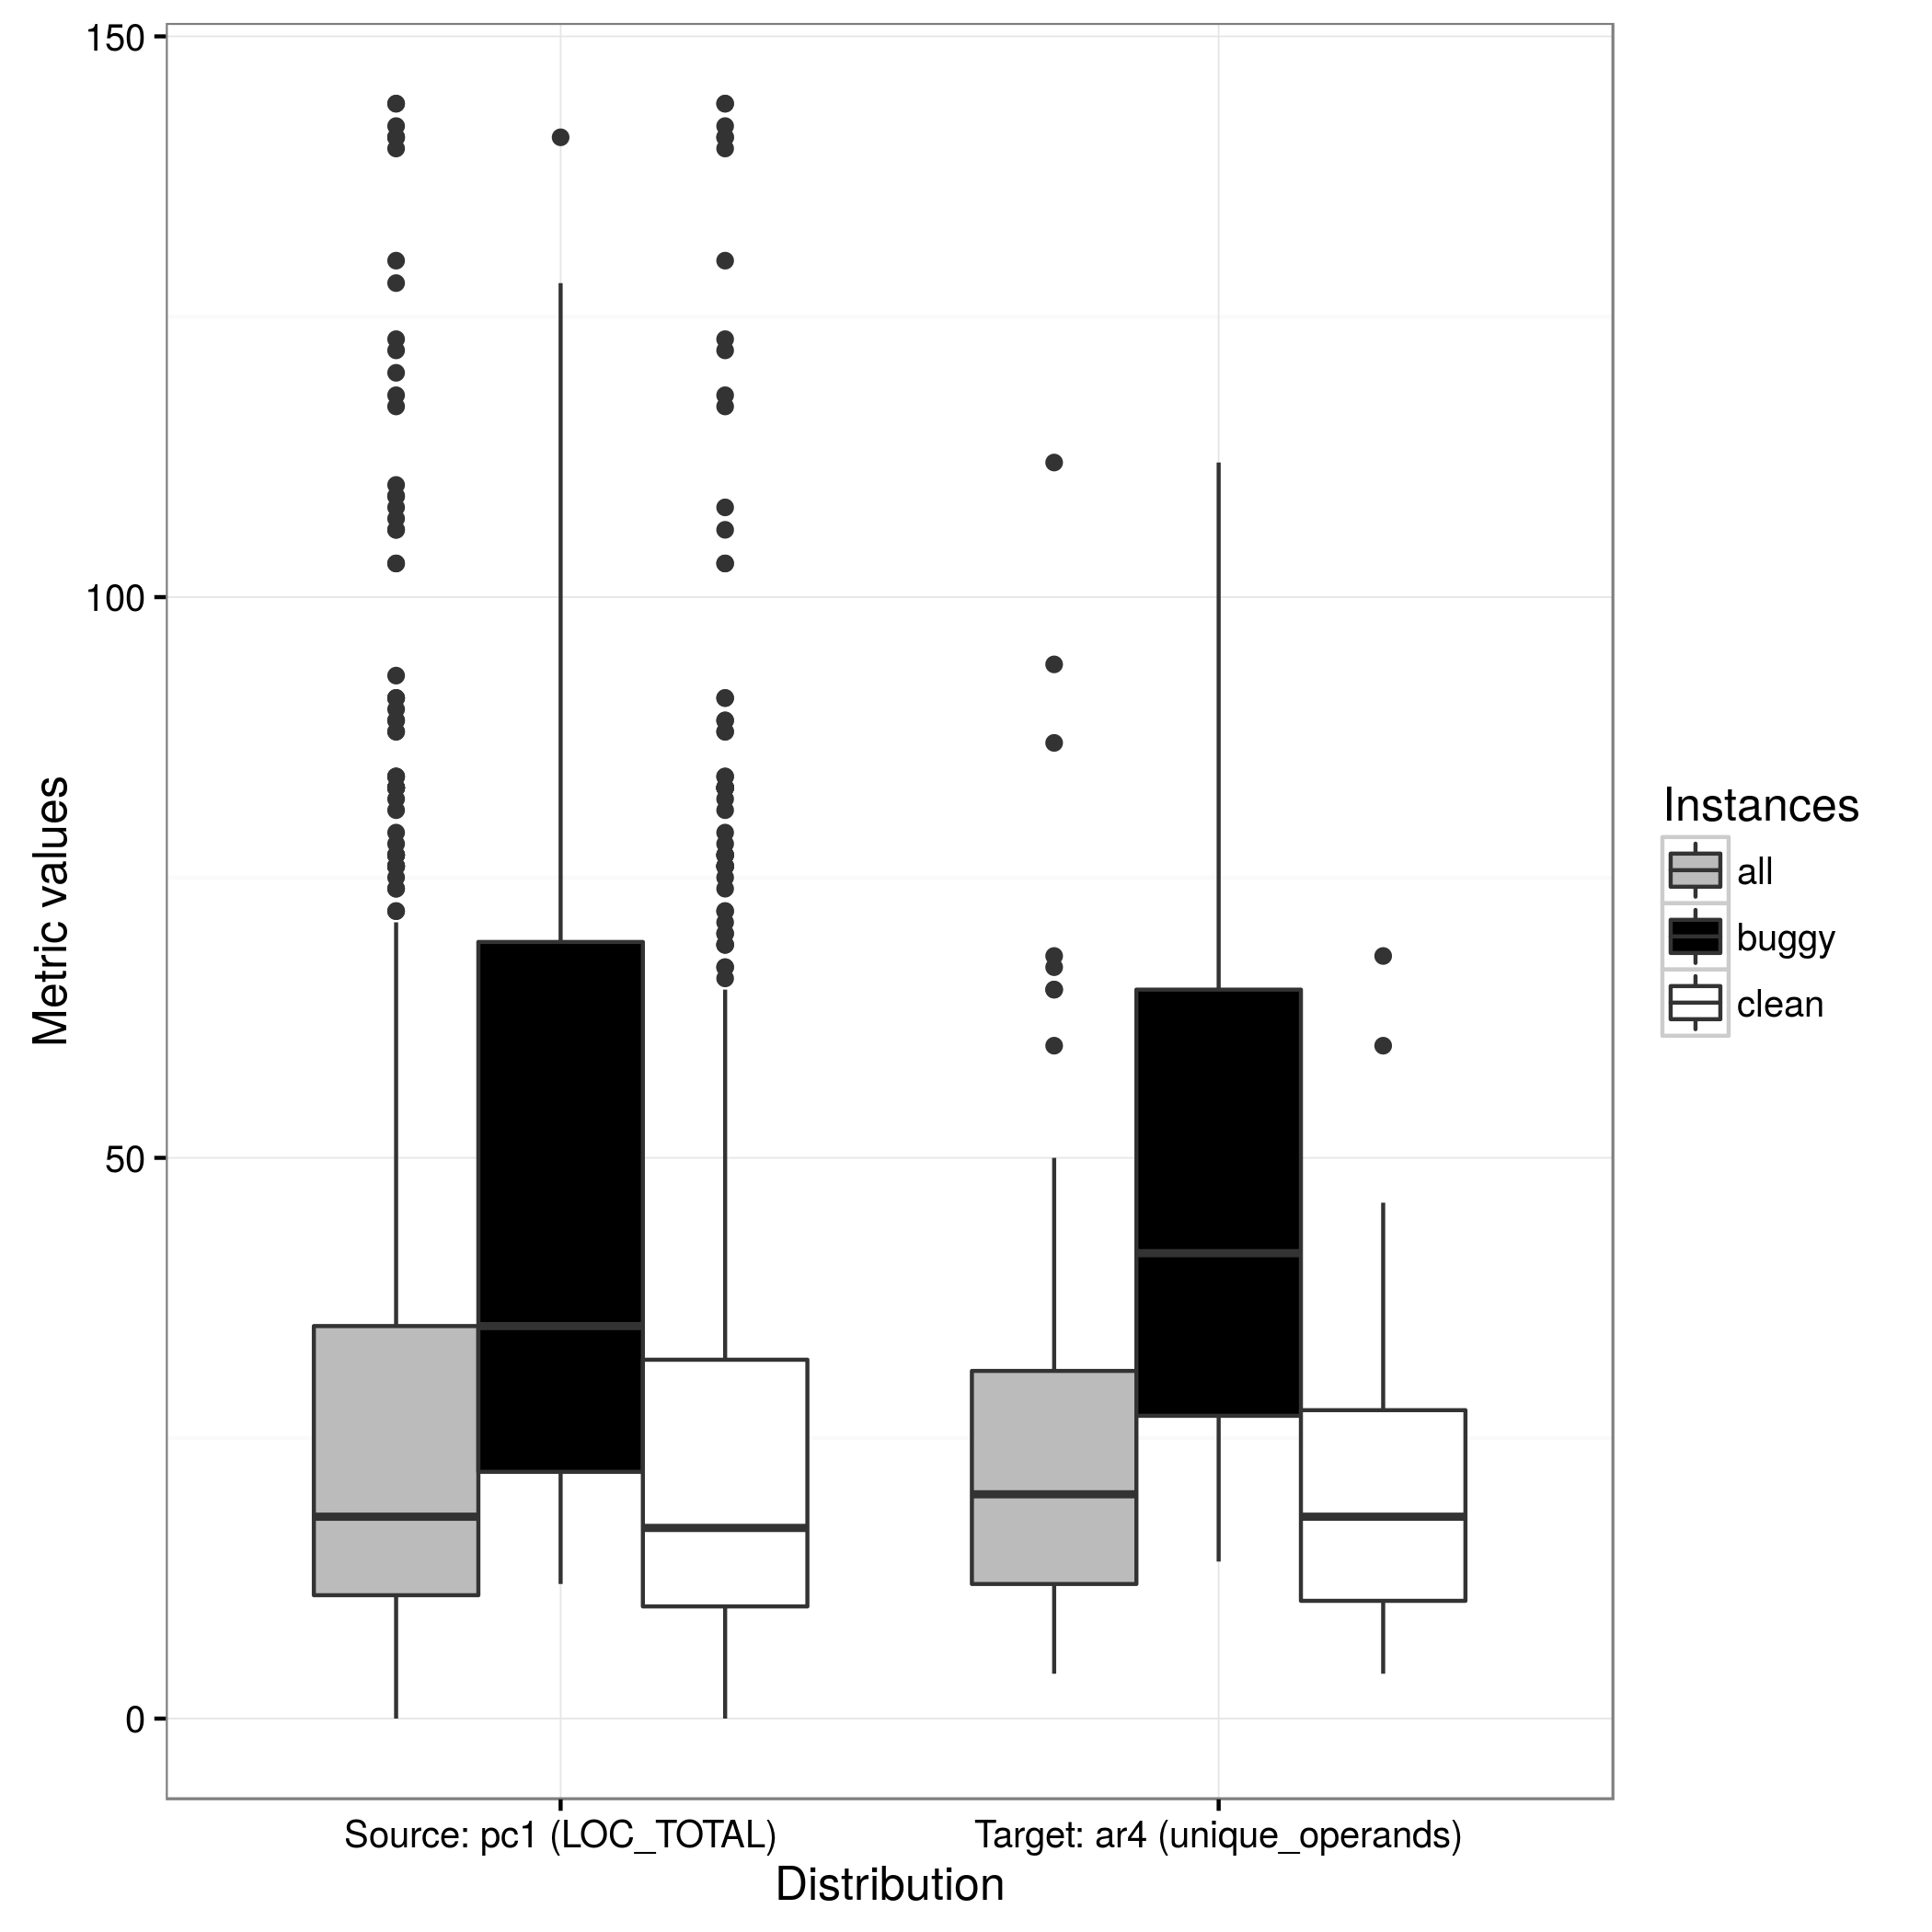 150
100
50
0
Metric values
Source: pc1 (LOC_TOTAL)
Target: ar4 (unique_operands)
Distribution
Instances
all
buggy
clean